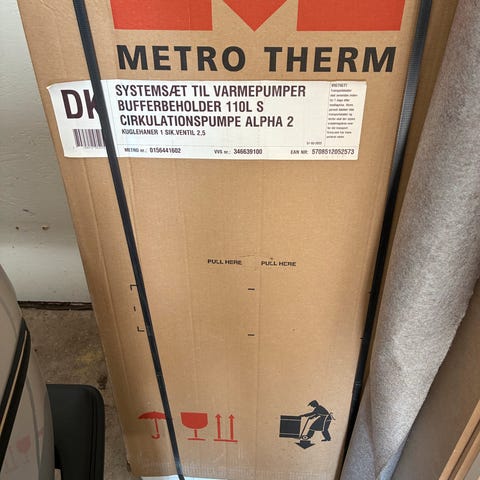 METRO THERM
DK
SYSTEMSÆT TIL VARMEPUMPER
BUFFERBEHOLDER 110L S
CIRKULATIONSPUMPE ALPHA 2
KUGLEHANER 1 SIK.VENTIL 2,5
METRO nr.: 0156441602
VVS nr.: 346639100
EAN NR: 5708512052573
PULL HERE
PULL HERE